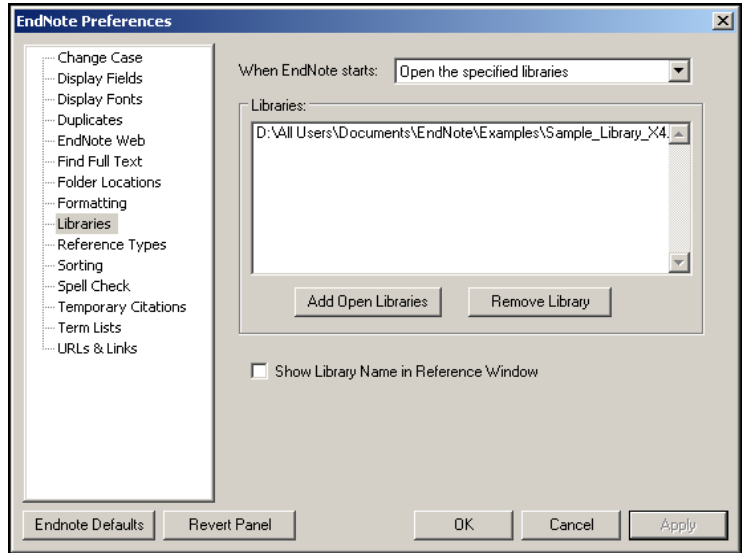 EndNote Preferences
Change Case
Display Fields
Display Fonts
Duplicates
EndNote Web
Find Full Text
Folder Locations
Formatting
Libraries
Reference Types
Sorting
Spell Check
Temporary Citations
Term Lists
URLs & Links
When EndNote starts: Open the specified libraries
Libraries:
D:\All Users\Documents\EndNote\Examples\Sample_Library_X4.
Add Open Libraries Remove Library
Show Library Name in Reference Window
Endnote Defaults Revert Panel OK Cancel Apply